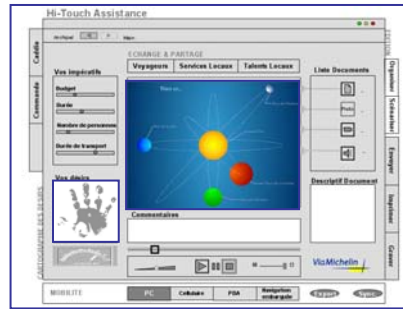 Hi-Touch Assistance
Caddie
Commande
CARTOGRAPHIE DES DESIRS
ECHANGE & PARTAGE
Voyageurs
Services Locaux
Talents Locaux
Vos impératifs
Budget
Durée
Nombre de personnes
Durée de transport
Vos désirs
Commentaires
Liste Documents
Descriptif Document
ViaMichelin
EDITION
Organiser
Scénariser
Envoyer
Imprimer
Graver
MOBILITE
PC
Cellulaire
PDA
Navigation
embarquée
Export
Sync